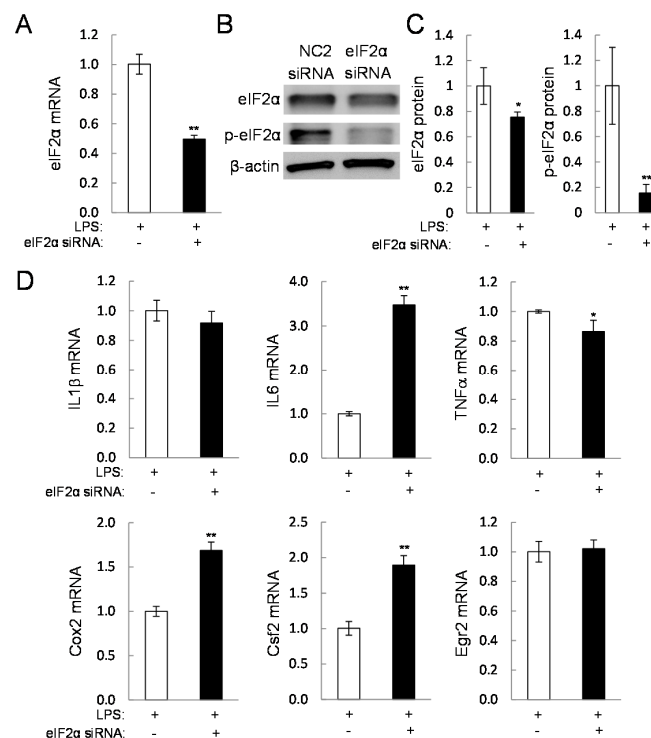 A
eIF2α mRNA
1.2
1.0
0.8
0.6
0.4
0.2
0.0
**
LPS: + +
eIF2α siRNA: - +
B
NC2 eIF2α
siRNA siRNA
eIF2α
p-eIF2α
β-actin
C
eIF2α protein
1.4
1.2
1
0.8
0.6
0.4
0.2
0
*
LPS: + +
eIF2α siRNA: - +
p-eIF2α protein
1.4
1.2
1
0.8
0.6
0.4
0.2
0
**
+ +
- +
D
IL1β mRNA
1.2
1.0
0.8
0.6
0.4
0.2
0.0
LPS: + +
eIF2α siRNA: - +
IL6 mRNA
4.0
3.0
2.0
1.0
0.0
**
+ +
- +
TNFα mRNA
1.2
1.0
0.8
0.6
0.4
0.2
0.0
*
+ +
- +
Cox2 mRNA
2.0
1.5
1.0
0.5
0.0
**
LPS: + +
eIF2α siRNA: - +
Csf2 mRNA
2.5
2.0
1.5
1.0
0.5
0.0
**
+ +
- +
Egr2 mRNA
1.2
1.0
0.8
0.6
0.4
0.2
0.0
+ +
- +